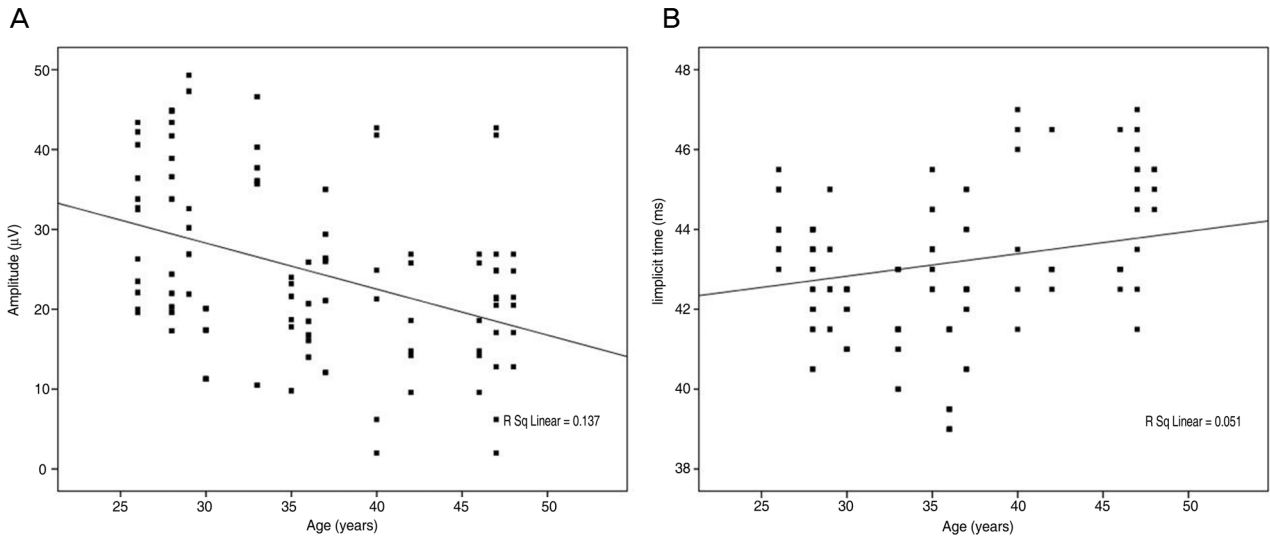 A
50
40
30
20
10
0
Amplitude (μV)
R Sq Linear = 0.137
25 30 35 40 45 50
Age (years)
B
48
46
44
42
40
38
limplicit time (ms)
R Sq Linear = 0.051
25 30 35 40 45 50
Age (years)